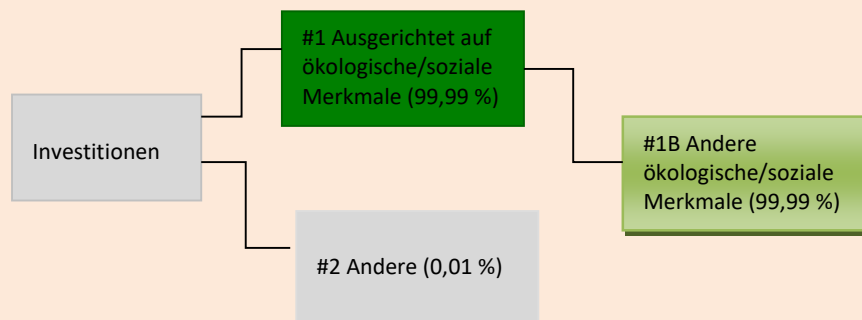 Investitionen
#1 Ausgerichtet auf
ökologische/soziale
Merkmale (99,99 %)
#2 Andere (0,01 %)
#1B Andere
ökologische/soziale
Merkmale (99,99 %)